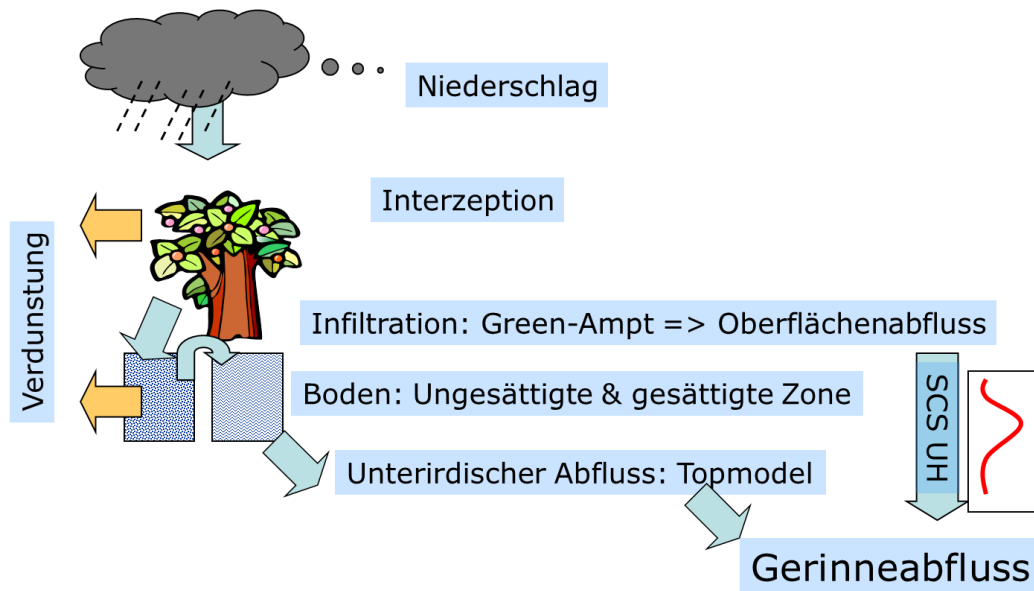 Niederschlag
Interzeption
Verdunstung
Infiltration: Green-Ampt => Oberflächenabfluss
Boden: Ungesättigte & gesättigte Zone
SCS UH
Unterirdischer Abfluss: Topmodel
Gerinneabfluss